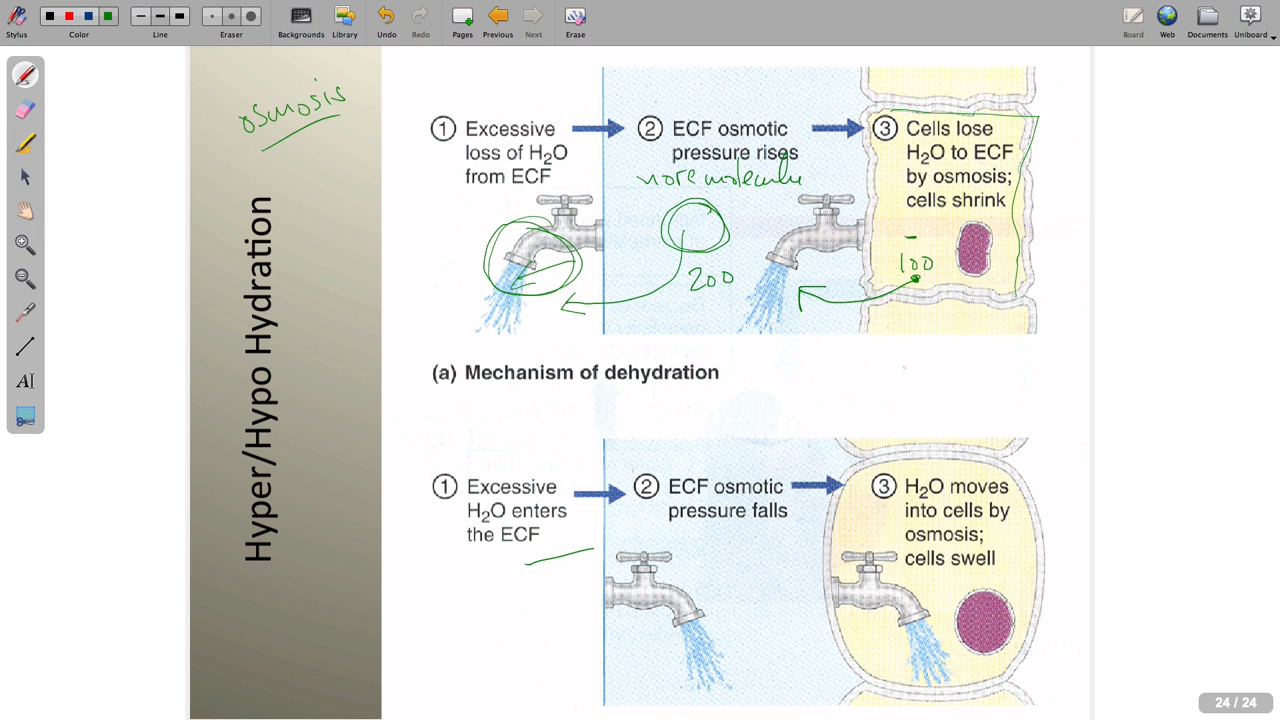 Stylus Color Line Eraser Backgrounds Library Undo Redo Pages Previous Next Erase Board Web Documents Uniboard
osmosis
Hyper/Hypo Hydration
1 Excessive
loss of H₂O
from ECF
2 ECF osmotic
pressure rises
more molecule
200
3 Cells lose
H₂O to ECF
by osmosis;
cells shrink
100
(a) Mechanism of dehydration
1 Excessive
H₂O enters
the ECF
2 ECF osmotic
pressure falls
3 H₂O moves
into cells by
osmosis;
cells swell
A
24 / 24